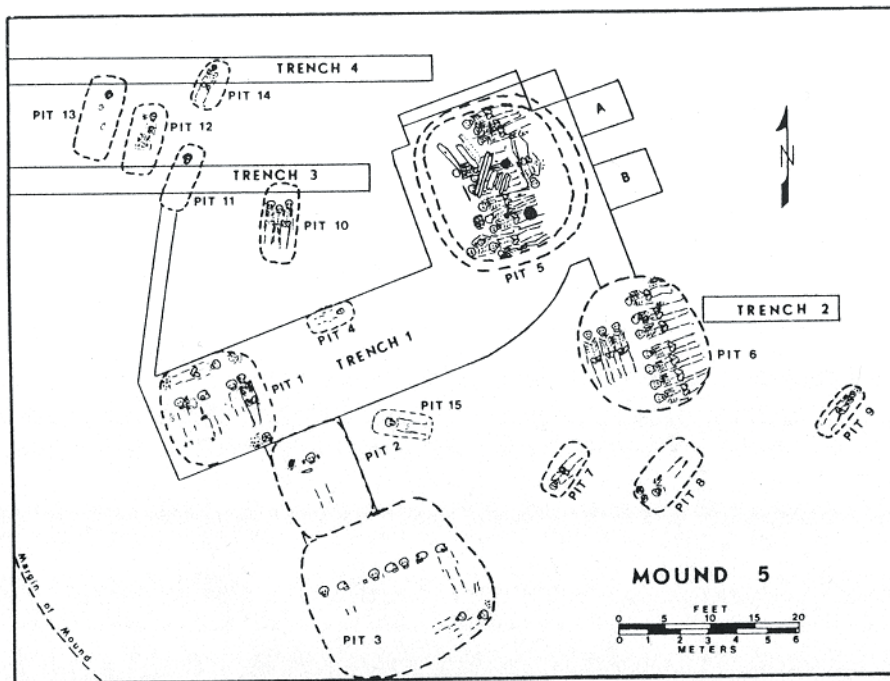 TRENCH 4
PIT 13
PIT 14
PIT 12
A
TRENCH 3
B
N
PIT 11
PIT 10
PIT 5
TRENCH 2
PIT 4
TRENCH 1
PIT 6
PIT 1
PIT 15
PIT 9
PIT 2
PIT 7
PIT 8
MOUND 5
FEET
0 5 10 15 20
0 1 2 3 4 5 6
METERS
PIT 3
Margin of Mound